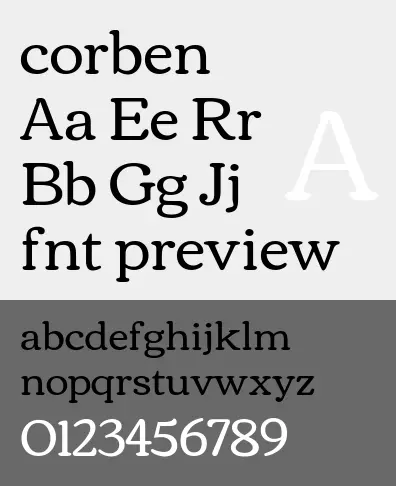 corben
Aa Ee Rr
A
Bb Gg Jj
fnt preview
abcdefghijklm
nopqrstuvwxyz
0123456789